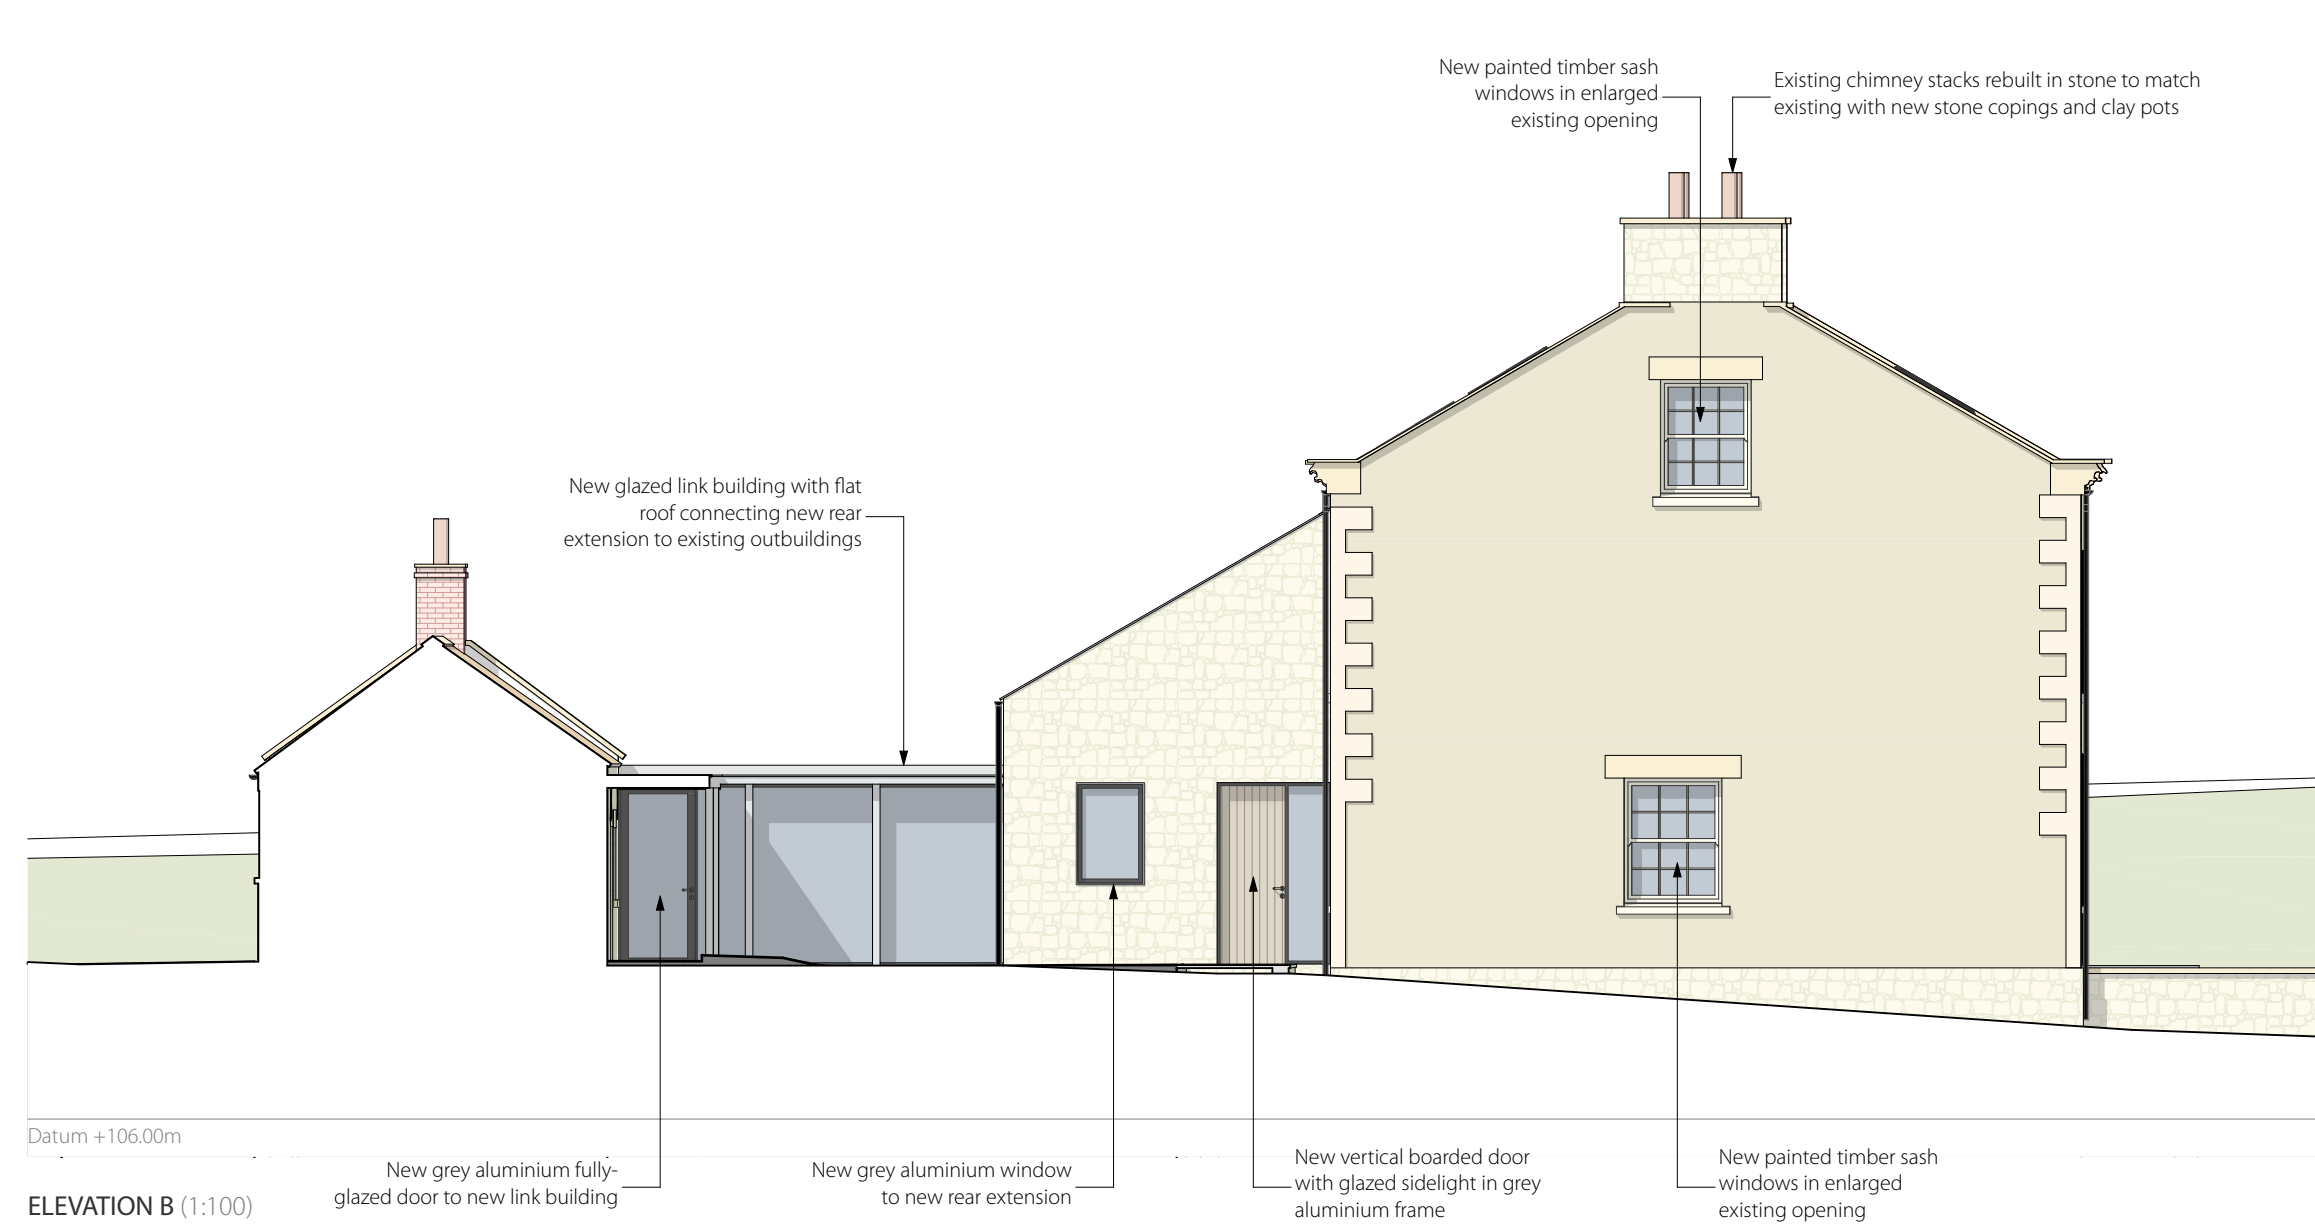 New painted timber sash
windows in enlarged
existing opening
Existing chimney stacks rebuilt in stone to match
existing with new stone copings and clay pots
New glazed link building with flat
roof connecting new rear
extension to existing outbuildings
Datum +106.00m
New grey aluminium fully-
glazed door to new link building
New grey aluminium window
to new rear extension
New vertical boarded door
with glazed sidelight in grey
aluminium frame
New painted timber sash
windows in enlarged
existing opening
ELEVATION B (1:100)